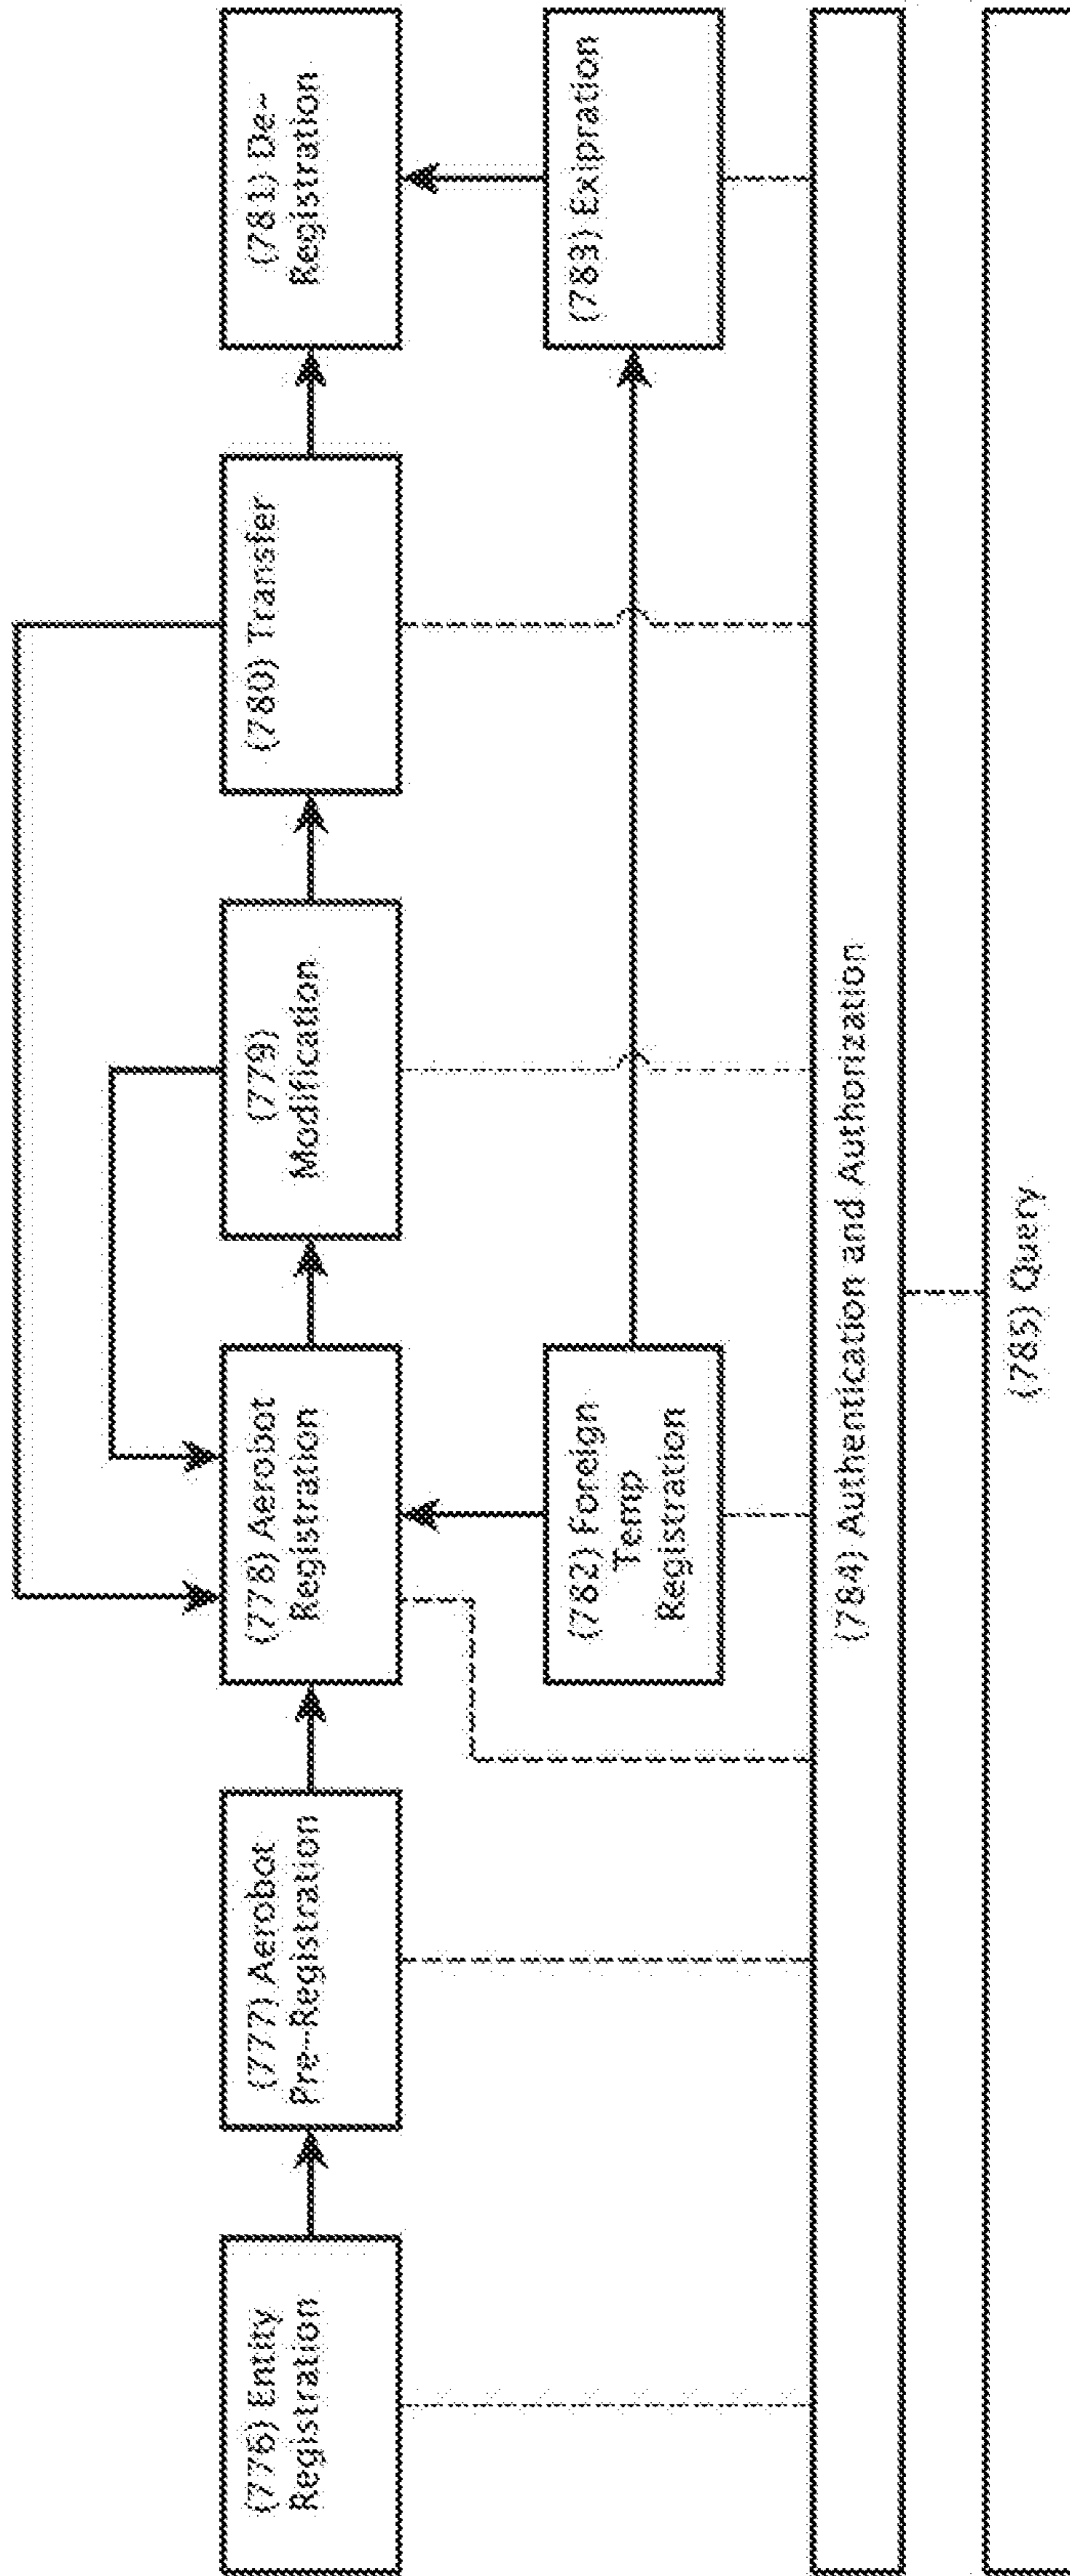 (776) Entity
Registration
(777) Aerobot
Pre-Registration
(778) Aerobot
Registration
(779)
Modification
(780) Transfer
(781) De-
Registration
(782) Foreign
Temp
Registration
(783) Exipration
(784) Authentication and Authorization
(785) Query